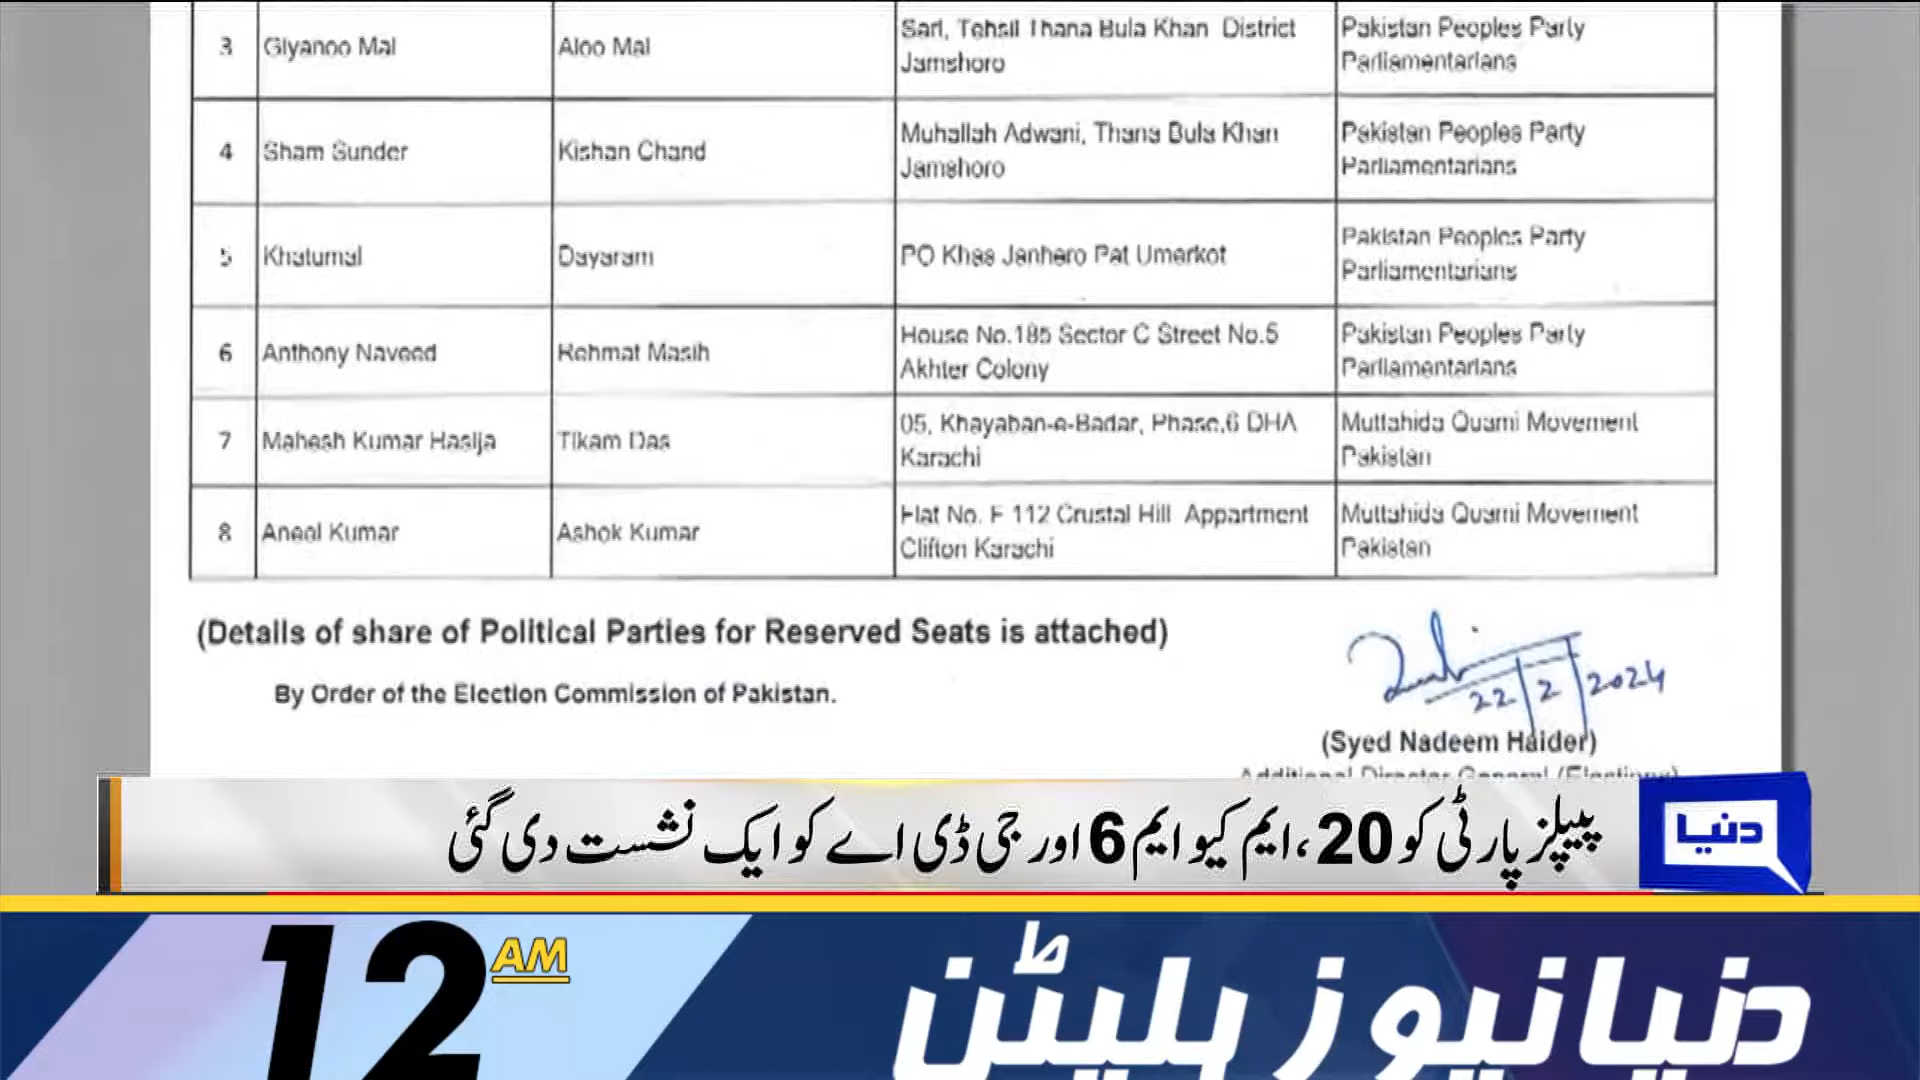 3 Giyanoo Mal Aloo Mal Sari, Tehsil Thana Bula Khan District Jamshoro Pakistan Peoples Party Parliamentarians
4 Sham Sunder Kishan Chand Muhallah Adwani, Thana Bula Khan Jamshoro Pakistan Peoples Party Parliamentarians
5 Khatumal Dayaram PO Khas Janhero Pat Umerkot Pakistan Peoples Party Parliamentarians
6 Anthony Naveed Rehmat Masih House No.185 Sector C Street No.5 Akhter Colony Pakistan Peoples Party Parliamentarians
7 Mahesh Kumar Hasija Tikam Das 05, Khayaban-e-Badar, Phase,6 DHA Karachi Muttahida Quami Movement Pakistan
8 Aneel Kumar Ashok Kumar Flat No. F 112 Crustal Hill Appartment Clifton Karachi Muttahida Quami Movement Pakistan
(Details of share of Political Parties for Reserved Seats is attached)
By Order of the Election Commission of Pakistan.
22/2/2024
(Syed Nadeem Haider)
Additional Director General (Elections)
پیپلز پارٹی کو 20، ایم کیو ایم 6 اور جی ڈی اے کو ایک نشست دی گئی
دنیا
12 AM
دنیا نیوز بلیٹن